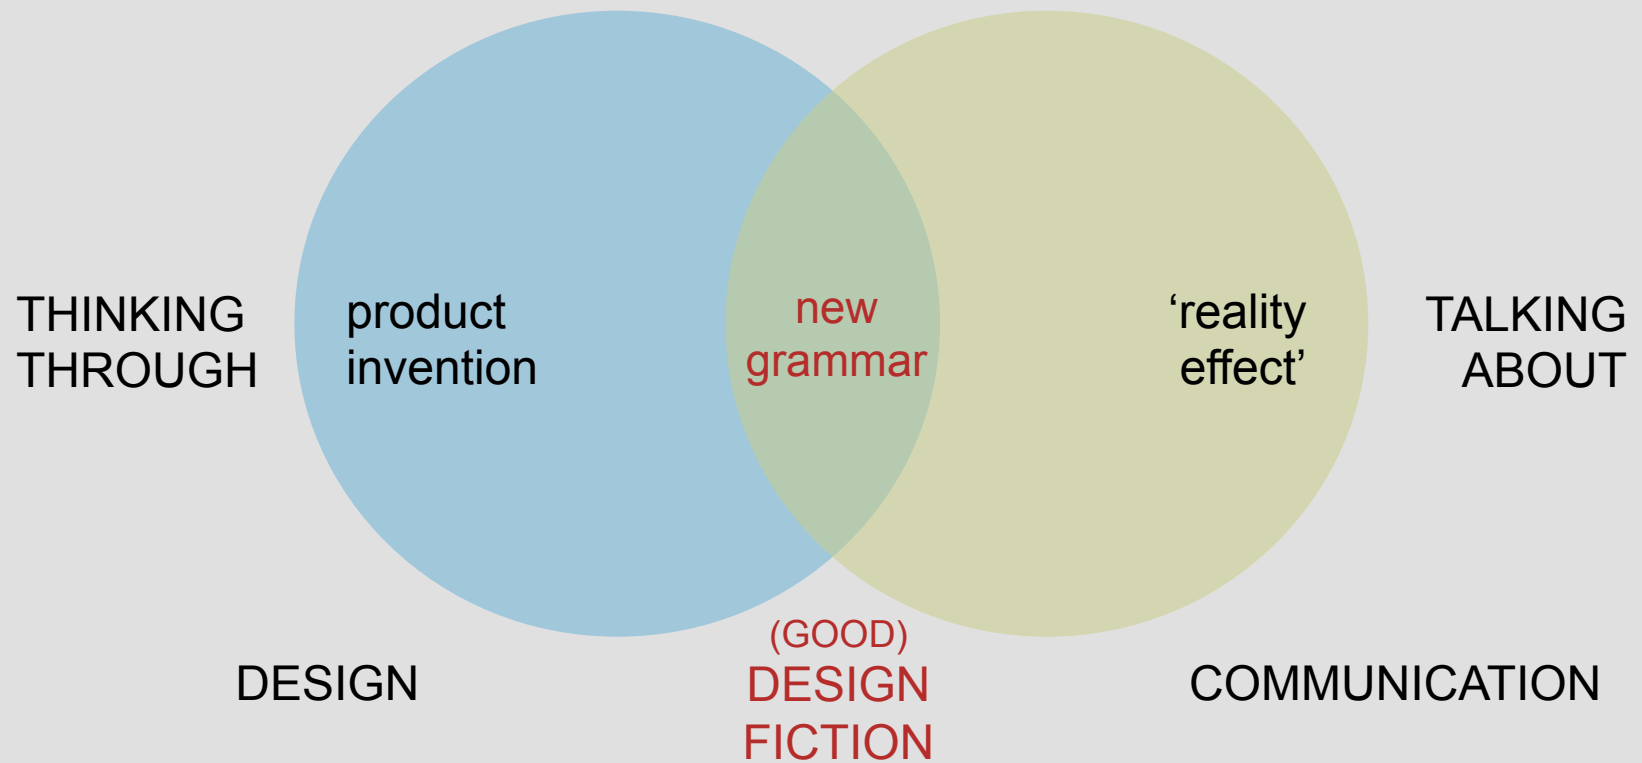 THINKING
THROUGH
product
invention
new
grammar
‘reality
effect’
TALKING
ABOUT
DESIGN
(GOOD)
DESIGN
FICTION
COMMUNICATION